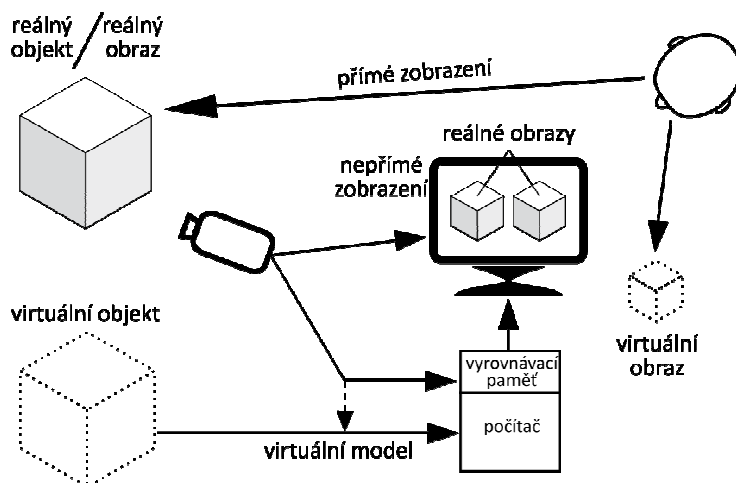 reálný objekt / reálný obraz
přímé zobrazení
reálné obrazy
nepřímé
zobrazení
virtuální objekt
virtuální
obraz
vyrovnávací
paměť
počítač
virtuální model